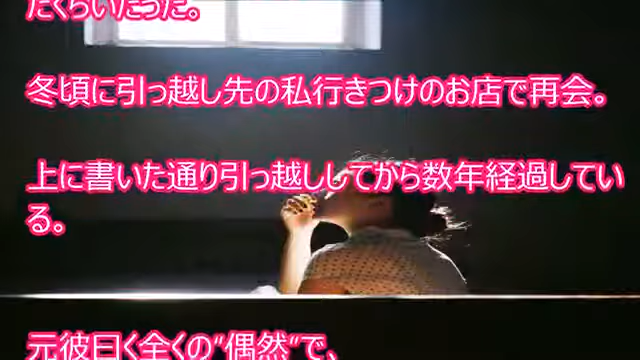 たくらいだった。
冬頃に引っ越し先の私行きつけのお店で再会。
上に書いた通り引っ越ししてから数年経過してい
る。
元彼曰く全くの"偶然"で、